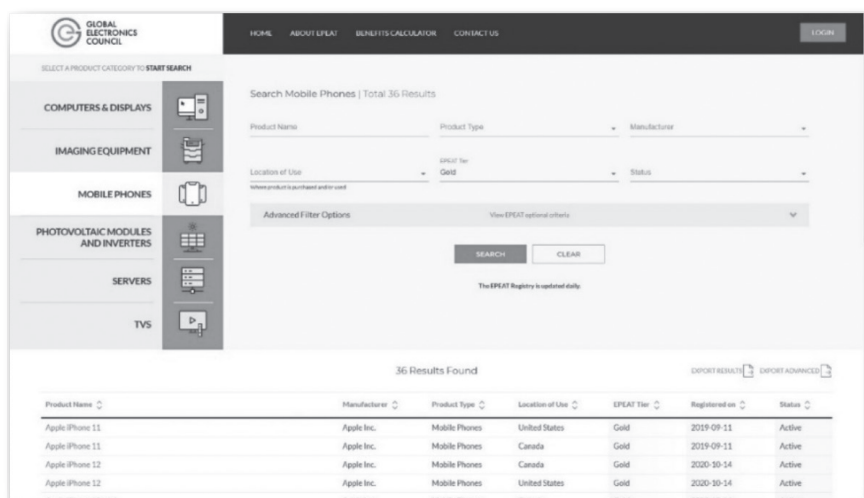 GLOBAL
ELECTRONICS
COUNCIL
HOME ABOUT EPEAT BENEFITS CALCULATOR CONTACT US
LOGIN
SELECT A PRODUCT CATEGORY TO START SEARCH
COMPUTERS & DISPLAYS
IMAGING EQUIPMENT
MOBILE PHONES
PHOTOVOLTAIC MODULES
AND INVERTERS
SERVERS
TVS
Search Mobile Phones | Total 36 Results
Product Name Product Type Manufacturer
EPEAT Tier
Location of Use Gold Status
Where product is purchased and/or used
Advanced Filter Options View EPEAT optional criteria
SEARCH CLEAR
The EPEAT Registry is updated daily.
36 Results Found
EXPORT RESULTS EXPORT ADVANCED
Product Name Manufacturer Product Type Location of Use EPEAT Tier Registered on Status
Apple iPhone 11 Apple Inc. Mobile Phones United States Gold 2019-09-11 Active
Apple iPhone 11 Apple Inc. Mobile Phones Canada Gold 2019-09-11 Active
Apple iPhone 12 Apple Inc. Mobile Phones Canada Gold 2020-10-14 Active
Apple iPhone 12 Apple Inc. Mobile Phones United States Gold 2020-10-14 Active